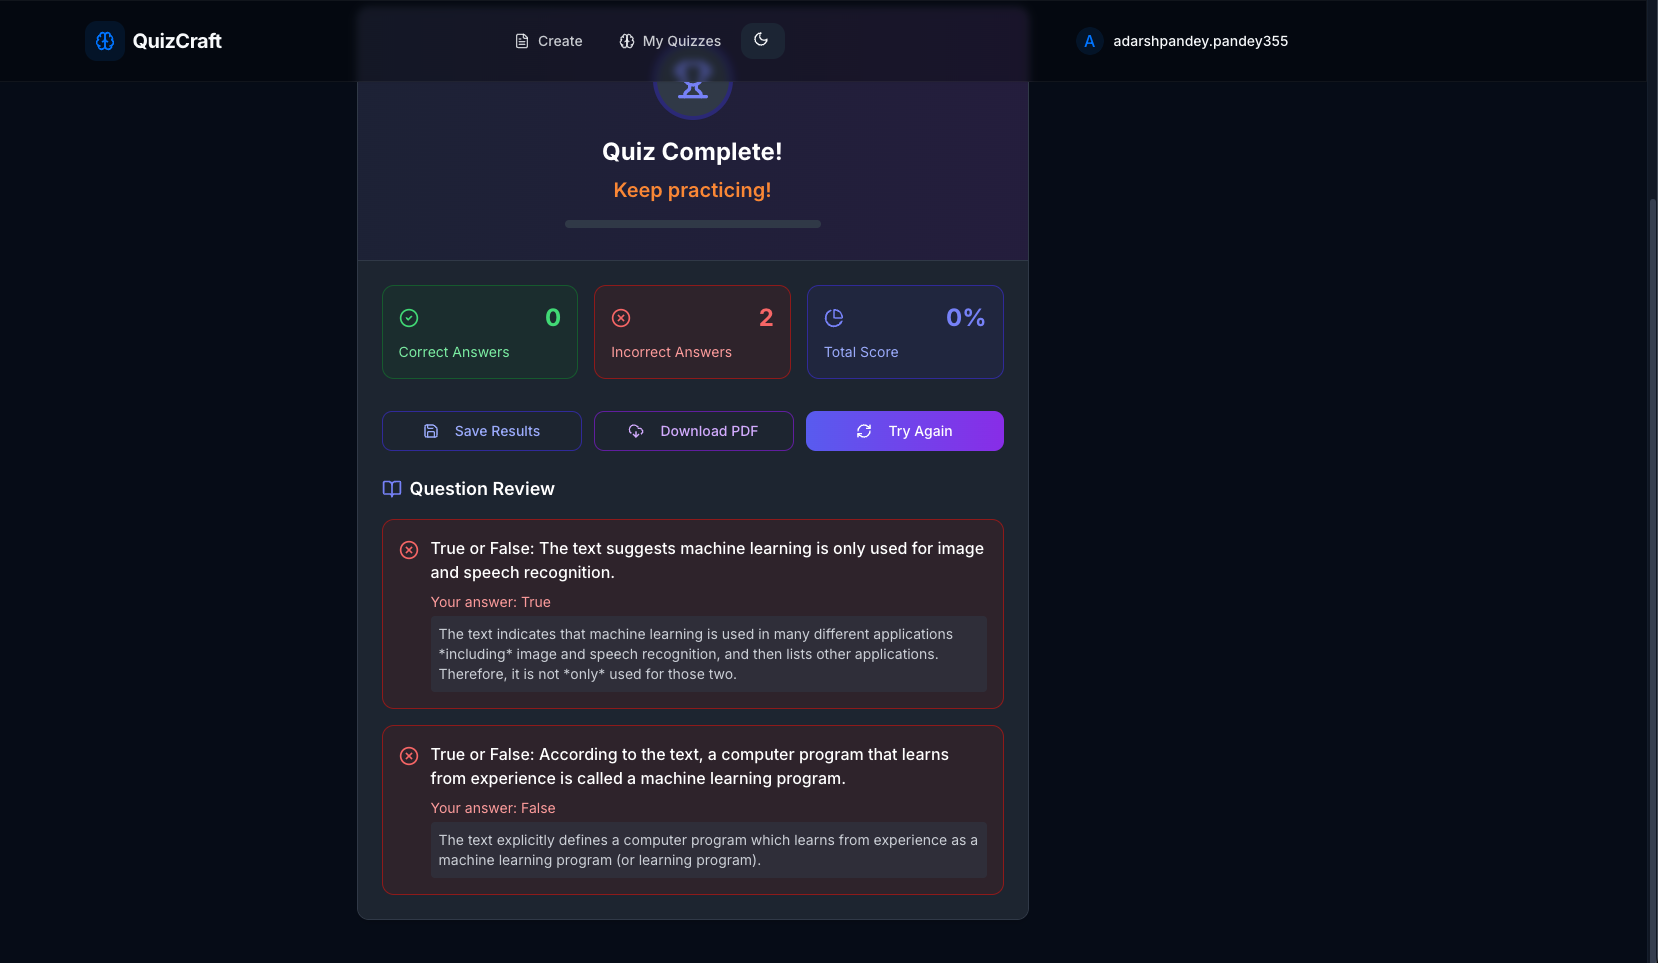 QuizCraft
Create
My Quizzes
A
adarshpandey.pandey355
Quiz Complete!
Keep practicing!
0
Correct Answers
2
Incorrect Answers
0%
Total Score
Save Results
Download PDF
Try Again
Question Review
True or False: The text suggests machine learning is only used for image
and speech recognition.
Your answer: True
The text indicates that machine learning is used in many different applications
*including* image and speech recognition, and then lists other applications.
Therefore, it is not *only* used for those two.
True or False: According to the text, a computer program that learns
from experience is called a machine learning program.
Your answer: False
The text explicitly defines a computer program which learns from experience as a
machine learning program (or learning program).